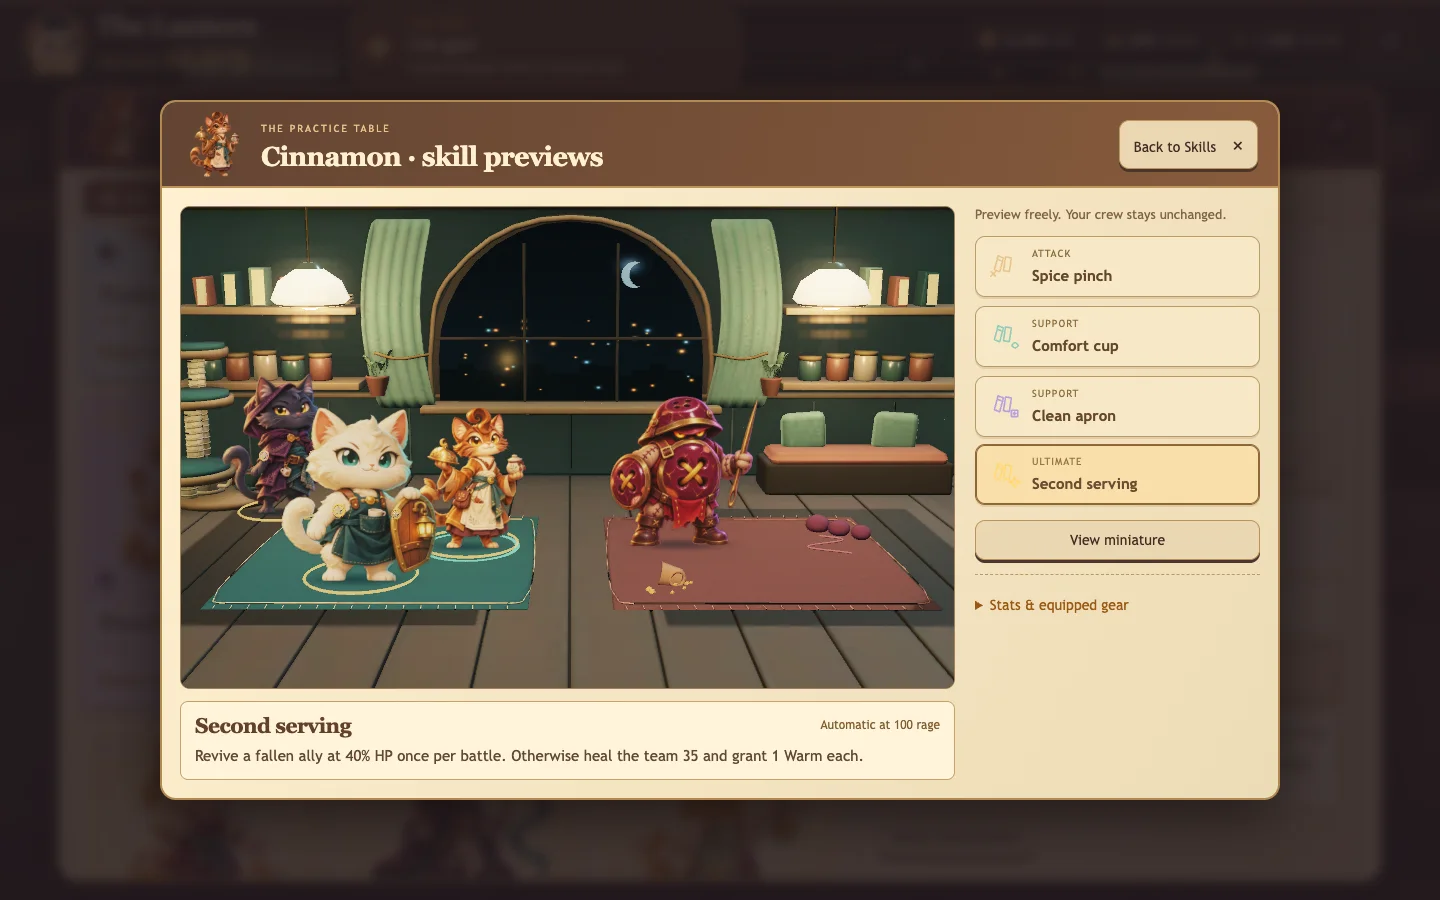 THE PRACTICE TABLE
Cinnamon · skill previews
Back to Skills ×
Preview freely. Your crew stays unchanged.
ATTACK
Spice pinch
SUPPORT
Comfort cup
SUPPORT
Clean apron
ULTIMATE
Second serving
View miniature
▶ Stats & equipped gear
Second serving
Automatic at 100 rage
Revive a fallen ally at 40% HP once per battle. Otherwise heal the team 35 and grant 1 Warm each.